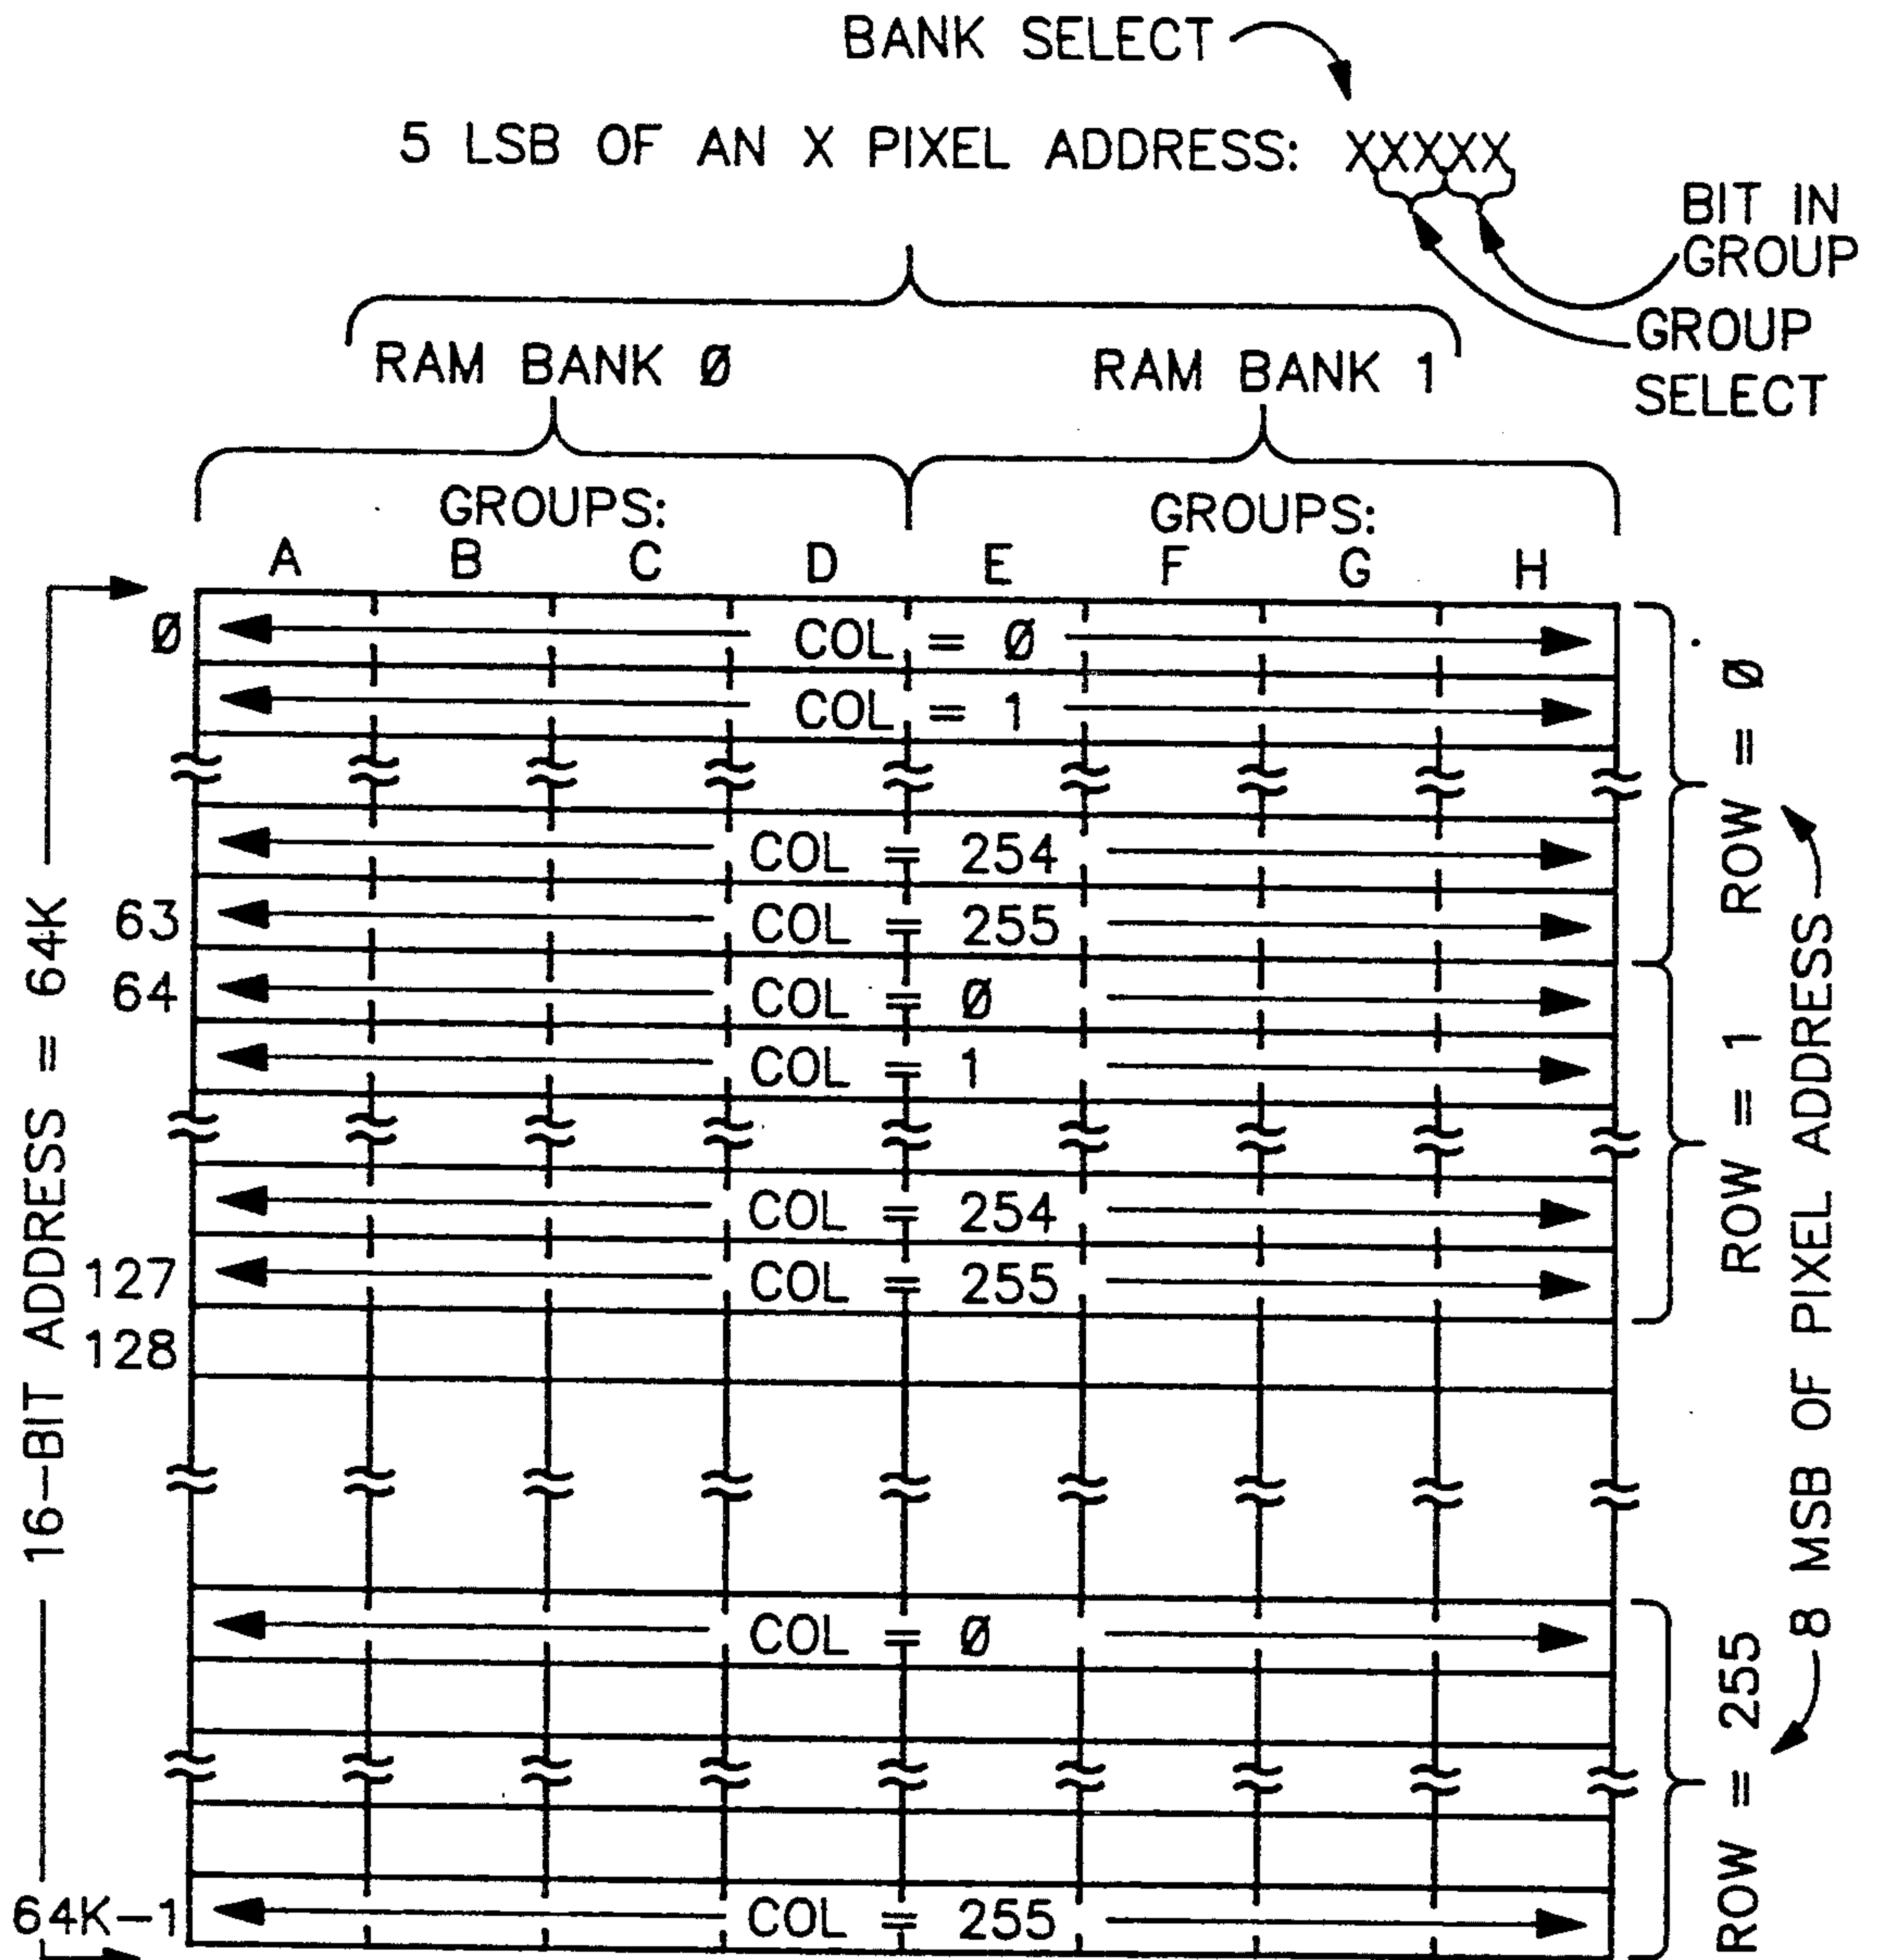 BANK SELECT
5 LSB OF AN X PIXEL ADDRESS: XXXXX
BIT IN
GROUP
GROUP
SELECT
RAM BANK Ø
RAM BANK 1
GROUPS:
GROUPS:
A B C D E F G H
Ø
COL = Ø
COL = 1
COL = 254
63
COL = 255
64
COL = Ø
COL = 1
COL = 254
127
COL = 255
128
COL = Ø
64K-1
COL = 255
16-BIT ADDRESS = 64K
ROW = Ø
ROW = 1
ROW = 255
8 MSB OF PIXEL ADDRESS